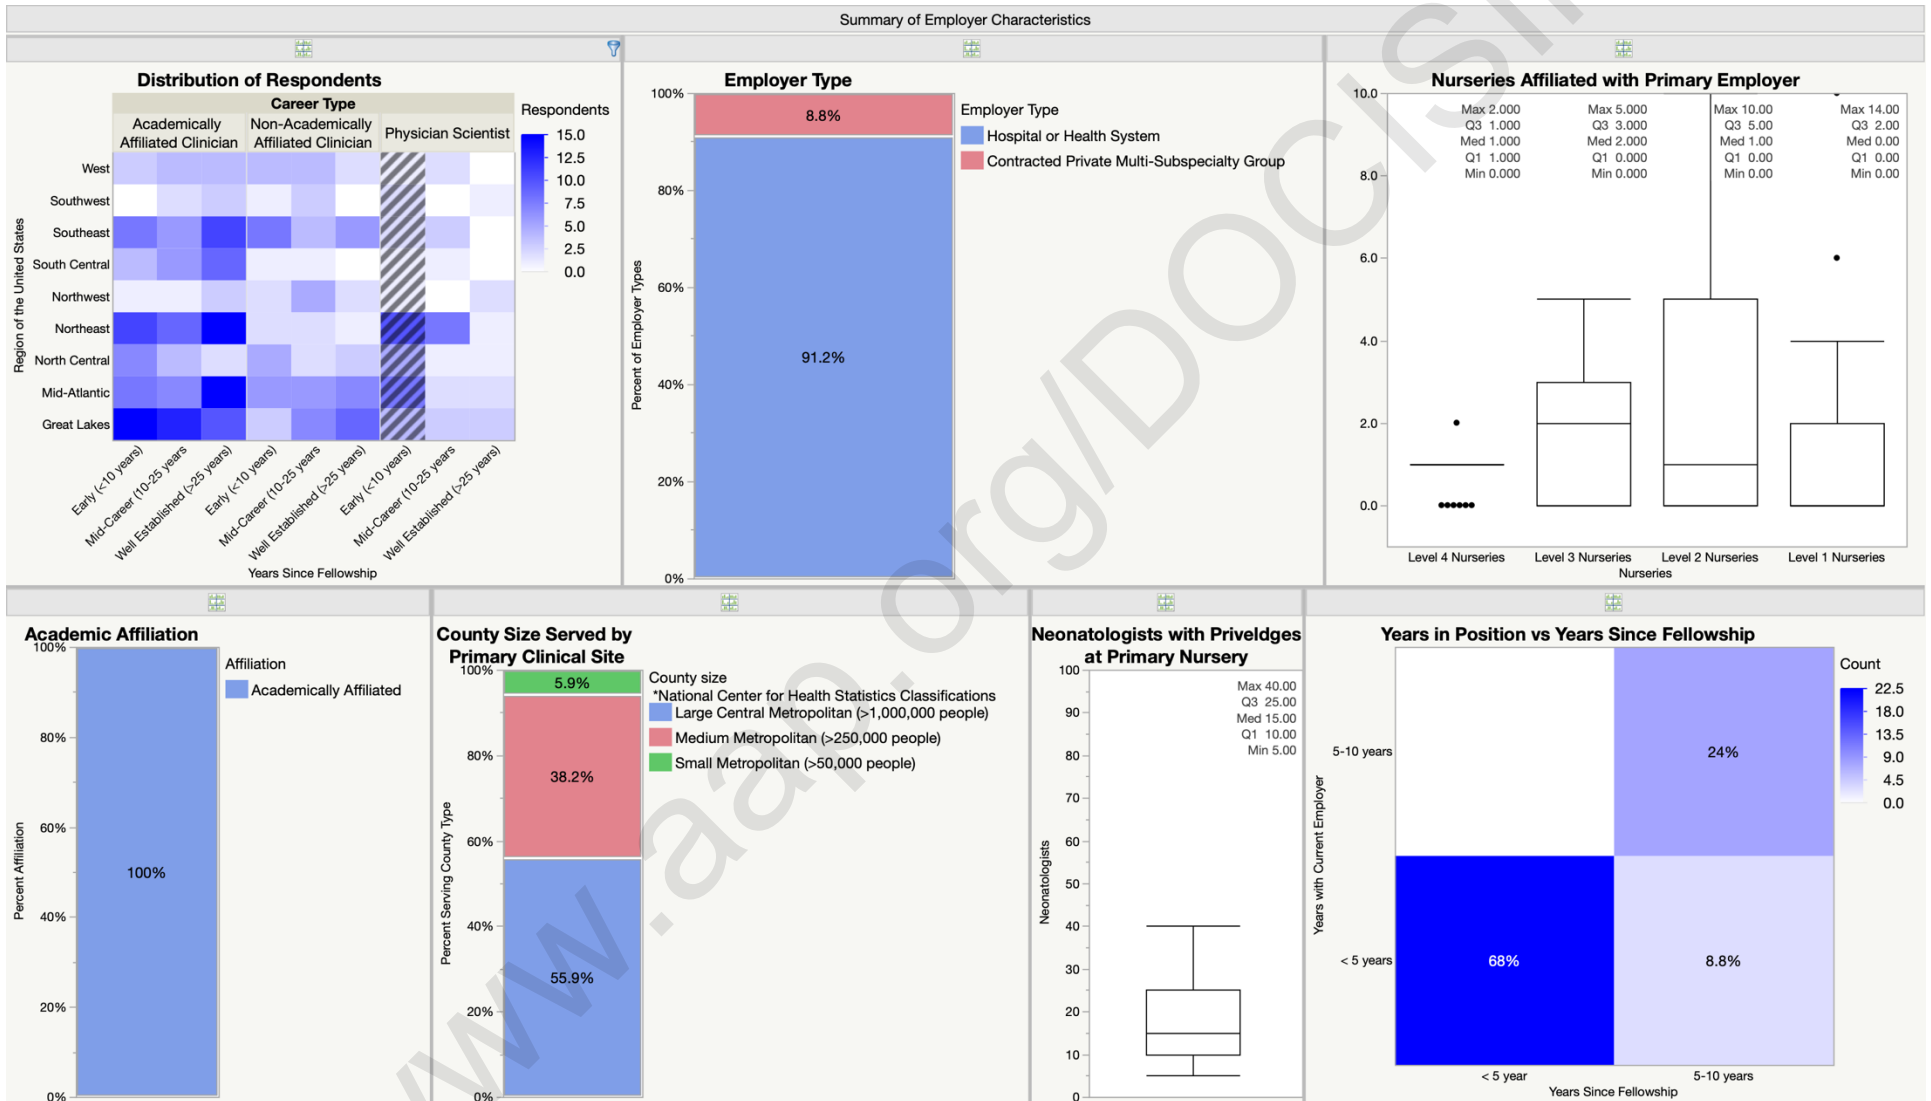 Summary of Employer Characteristics
Distribution of Respondents
Career Type
Academically
Affiliated Clinician
Non-Academically
Affiliated Clinician
Physician Scientist
Respondents
15.0
12.5
10.0
7.5
5.0
2.5
0.0
Region of the United States
West
Southwest
Southeast
South Central
Northwest
Northeast
North Central
Mid-Atlantic
Great Lakes
Early (<10 years)
Mid-Career (10-25 years
Well Established (>25 years)
Early (<10 years)
Mid-Career (10-25 years
Well Established (>25 years)
Early (<10 years)
Mid-Career (10-25 years
Well Established (>25 years)
Years Since Fellowship
Employer Type
Percent of Employer Types
100%
80%
60%
40%
20%
0%
8.8%
91.2%
Employer Type
Hospital or Health System
Contracted Private Multi-Subspecialty Group
Nurseries Affiliated with Primary Employer
10.0
8.0
6.0
4.0
2.0
0.0
Max 2.000
Q3 1.000
Med 1.000
Q1 1.000
Min 0.000
Max 5.000
Q3 3.000
Med 2.000
Q1 0.000
Min 0.000
Max 10.00
Q3 5.00
Med 1.00
Q1 0.00
Min 0.00
Max 14.00
Q3 2.00
Med 0.00
Q1 0.00
Min 0.00
Level 4 Nurseries
Level 3 Nurseries
Level 2 Nurseries
Level 1 Nurseries
Nurseries
Academic Affiliation
Percent Affiliation
100%
80%
60%
40%
20%
0%
100%
Affiliation
Academically Affiliated
County Size Served by
Primary Clinical Site
Percent Serving County Type
100%
80%
60%
40%
20%
0%
5.9%
38.2%
55.9%
County size
*National Center for Health Statistics Classifications
Large Central Metropolitan (>1,000,000 people)
Medium Metropolitan (>250,000 people)
Small Metropolitan (>50,000 people)
Neonatologists with Priveldges
at Primary Nursery
Neonatologists
100
90
80
70
60
50
40
30
20
10
0
Max 40.00
Q3 25.00
Med 15.00
Q1 10.00
Min 5.00
Years in Position vs Years Since Fellowship
Years with Current Employer
5-10 years
< 5 years
24%
68%
8.8%
< 5 year
5-10 years
Years Since Fellowship
Count
22.5
18.0
13.5
9.0
4.5
0.0
www.aap.org/DOCISIN